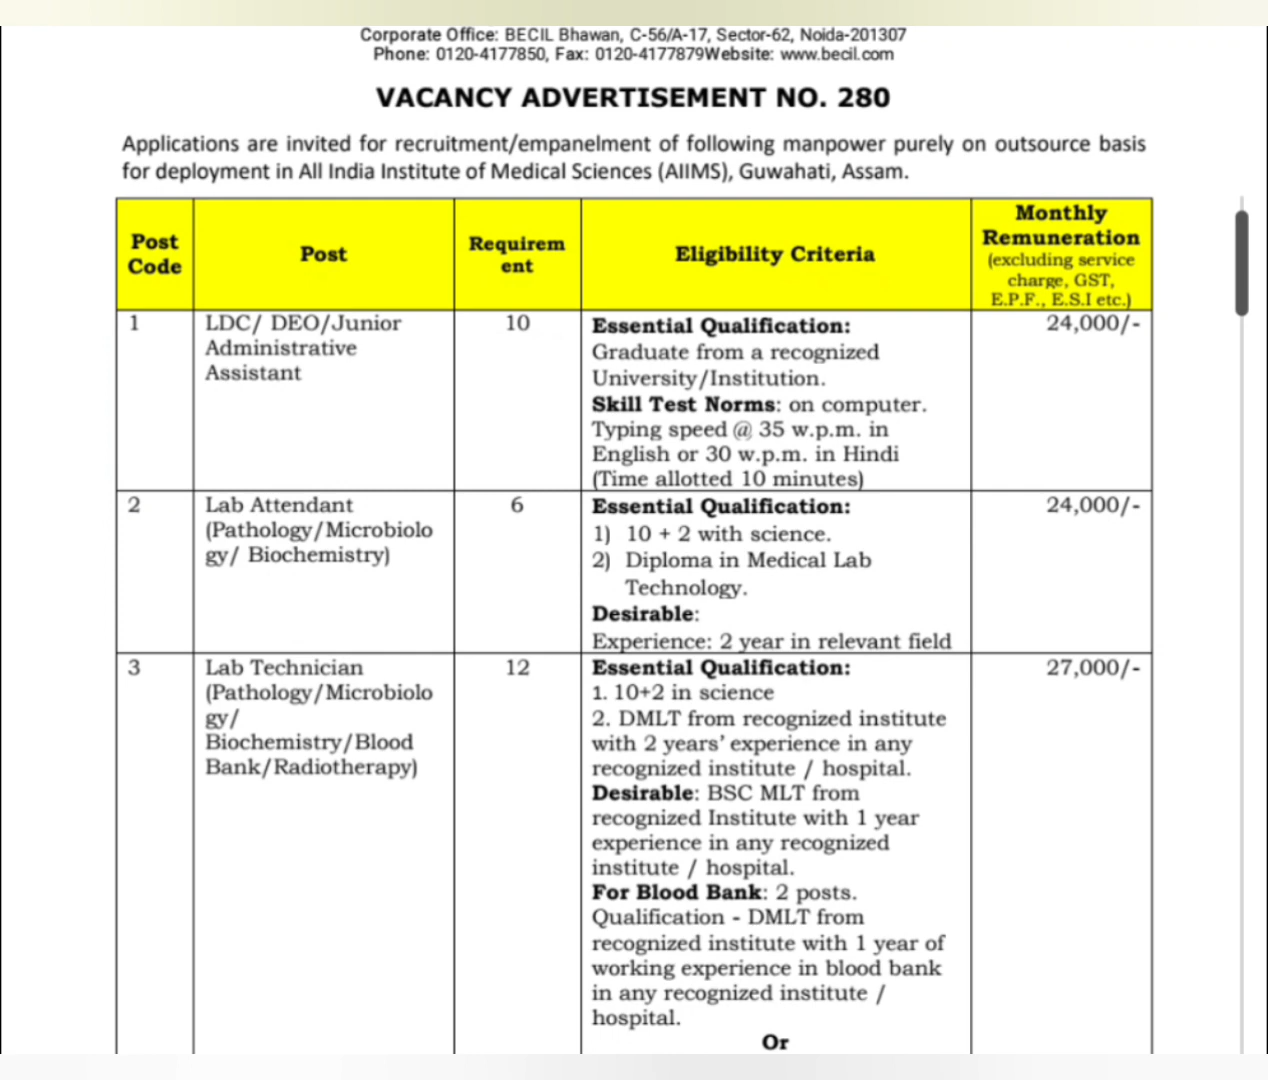 Corporate Office: BECIL Bhawan, C-56/A-17, Sector-62, Noida-201307
Phone: 0120-4177850, Fax: 0120-4177879Website: www.becil.com
VACANCY ADVERTISEMENT NO. 280
Applications are invited for recruitment/empanelment of following manpower purely on outsource basis
for deployment in All India Institute of Medical Sciences (AIIMS), Guwahati, Assam.
Post
Code
Post
Requirem
ent
Eligibility Criteria
Monthly
Remuneration
(excluding service
charge, GST,
E.P.F., E.S.I etc.)
1
LDC/ DEO/Junior
Administrative
Assistant
10
Essential Qualification:
Graduate from a recognized
University/Institution.
Skill Test Norms: on computer.
Typing speed @ 35 w.p.m. in
English or 30 w.p.m. in Hindi
(Time allotted 10 minutes)
24,000/-
2
Lab Attendant
(Pathology/Microbiolo
gy/ Biochemistry)
6
Essential Qualification:
1) 10 + 2 with science.
2) Diploma in Medical Lab
Technology.
Desirable:
Experience: 2 year in relevant field
24,000/-
3
Lab Technician
(Pathology/Microbiolo
gy/
Biochemistry/Blood
Bank/Radiotherapy)
12
Essential Qualification:
1. 10+2 in science
2. DMLT from recognized institute
with 2 years’ experience in any
recognized institute / hospital.
Desirable: BSC MLT from
recognized Institute with 1 year
experience in any recognized
institute / hospital.
For Blood Bank: 2 posts.
Qualification - DMLT from
recognized institute with 1 year of
working experience in blood bank
in any recognized institute /
hospital.
Or
27,000/-